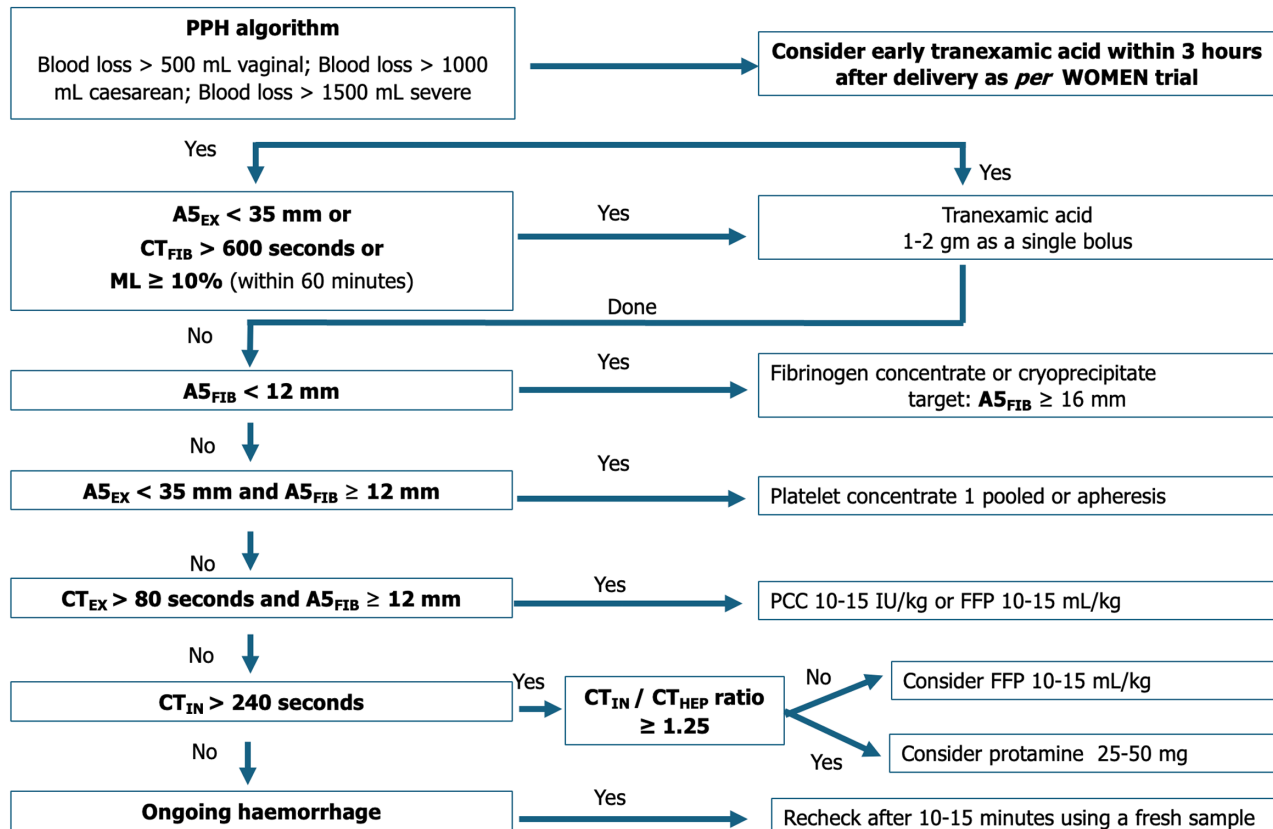 PPH algorithm
Blood loss > 500 mL vaginal; Blood loss > 1000
mL caesarean; Blood loss > 1500 mL severe
Consider early tranexamic acid within 3 hours
after delivery as per WOMEN trial
Yes
Yes
A5EX < 35 mm or
CTFIB > 600 seconds or
ML ≥ 10% (within 60 minutes)
Yes
Tranexamic acid
1-2 gm as a single bolus
Done
No
A5FIB < 12 mm
Yes
Fibrinogen concentrate or cryoprecipitate
target: A5FIB ≥ 16 mm
No
A5EX < 35 mm and A5FIB ≥ 12 mm
Yes
Platelet concentrate 1 pooled or apheresis
No
CTEX > 80 seconds and A5FIB ≥ 12 mm
Yes
PCC 10-15 IU/kg or FFP 10-15 mL/kg
No
CTIN > 240 seconds
Yes
CTIN / CTHEP ratio
≥ 1.25
No
Consider FFP 10-15 mL/kg
Yes
Consider protamine 25-50 mg
No
Ongoing haemorrhage
Yes
Recheck after 10-15 minutes using a fresh sample